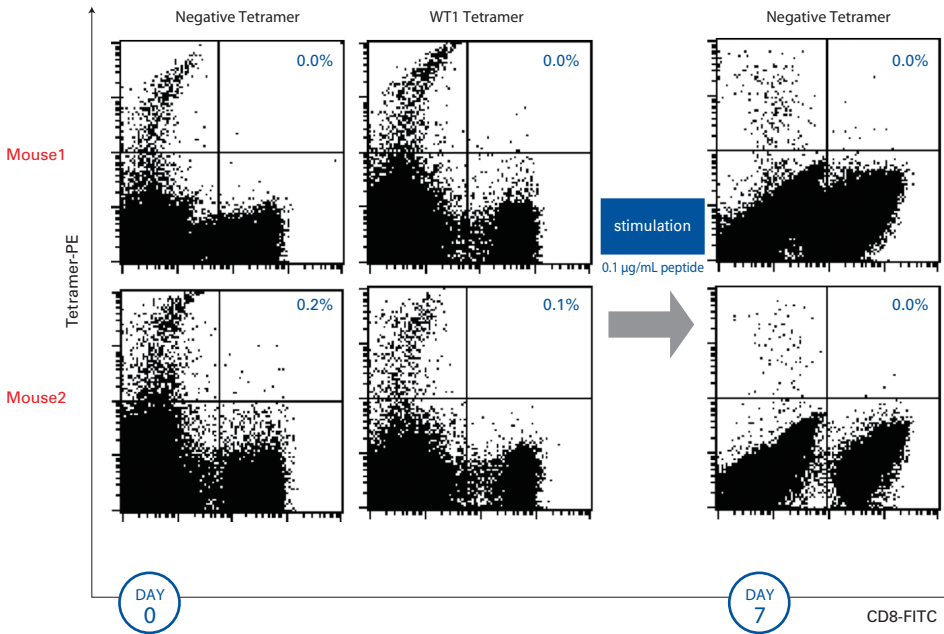 Negative Tetramer
WT1 Tetramer
Negative Tetramer
0.0%
0.0%
0.0%
Mouse1
stimulation
0.1 µg/mL peptide
Tetramer-PE
0.2%
0.1%
0.0%
Mouse2
DAY
0
DAY
7
CD8-FITC